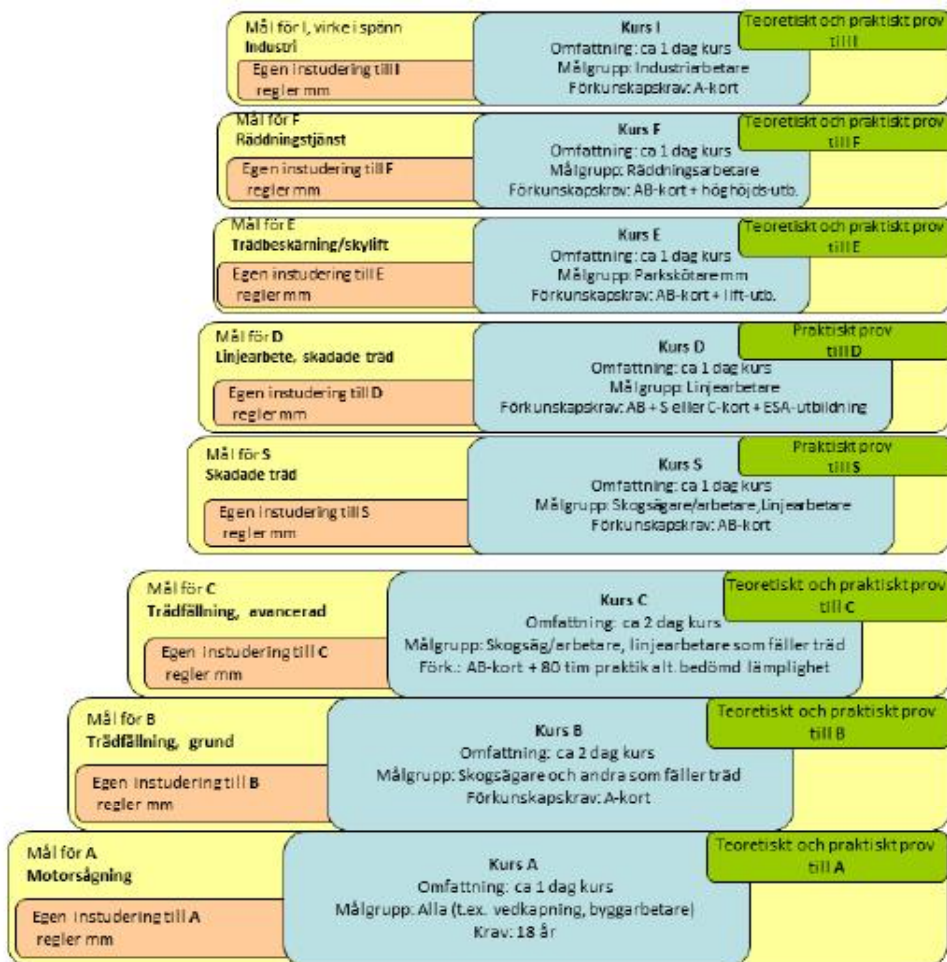 Mål för I, virke i spänn
Industri
Egen instudering till I
regler mm
Kurs I
Omfattning: ca 1 dag kurs
Målgrupp: Industriarbetare
Förkunskapskrav: A-kort
Teoretiskt och praktiskt prov
till I
Mål för F
Räddningstjänst
Egen instudering till F
regler mm
Kurs F
Omfattning: ca 1 dag kurs
Målgrupp: Räddningsarbetare
Förkunskapskrav: AB-kort + höghöjds-utb.
Teoretiskt och praktiskt prov
till F
Mål för E
Trädbeskärning/skylift
Egen instudering till E
regler mm
Kurs E
Omfattning: ca 1 dag kurs
Målgrupp: Parkskötare mm
Förkunskapskrav: AB-kort + lift-utb.
Teoretiskt och praktiskt prov
till E
Mål för D
Linjearbete, skadade träd
Egen instudering till D
regler mm
Kurs D
Omfattning: ca 1 dag kurs
Målgrupp: Linjearbetare
Förkunskapskrav: AB + S eller C-kort + ESA-utbildning
Praktiskt prov
till D
Mål för S
Skadade träd
Egen instudering till S
regler mm
Kurs S
Omfattning: ca 1 dag kurs
Målgrupp: Skogsägare/arbetare, Linjearbetare
Förkunskapskrav: AB-kort
Praktiskt prov
till S
Mål för C
Trädfällning, avancerad
Egen instudering till C
regler mm
Kurs C
Omfattning: ca 2 dag kurs
Målgrupp: Skogsäg/arbetare, linjearbetare som fäller träd
Förk.: AB-kort + 80 tim praktik alt. bedömd lämplighet
Teoretiskt och praktiskt prov
till C
Mål för B
Trädfällning, grund
Egen instudering till B
regler mm
Kurs B
Omfattning: ca 2 dag kurs
Målgrupp: Skogsägare och andra som fäller träd
Förkunskapskrav: A-kort
Teoretiskt och praktiskt prov
till B
Mål för A
Motorsågning
Egen instudering till A
regler mm
Kurs A
Omfattning: ca 1 dag kurs
Målgrupp: Alla (t.ex. vedkapning, byggarbetare)
Krav: 18 år
Teoretiskt och praktiskt prov
till A